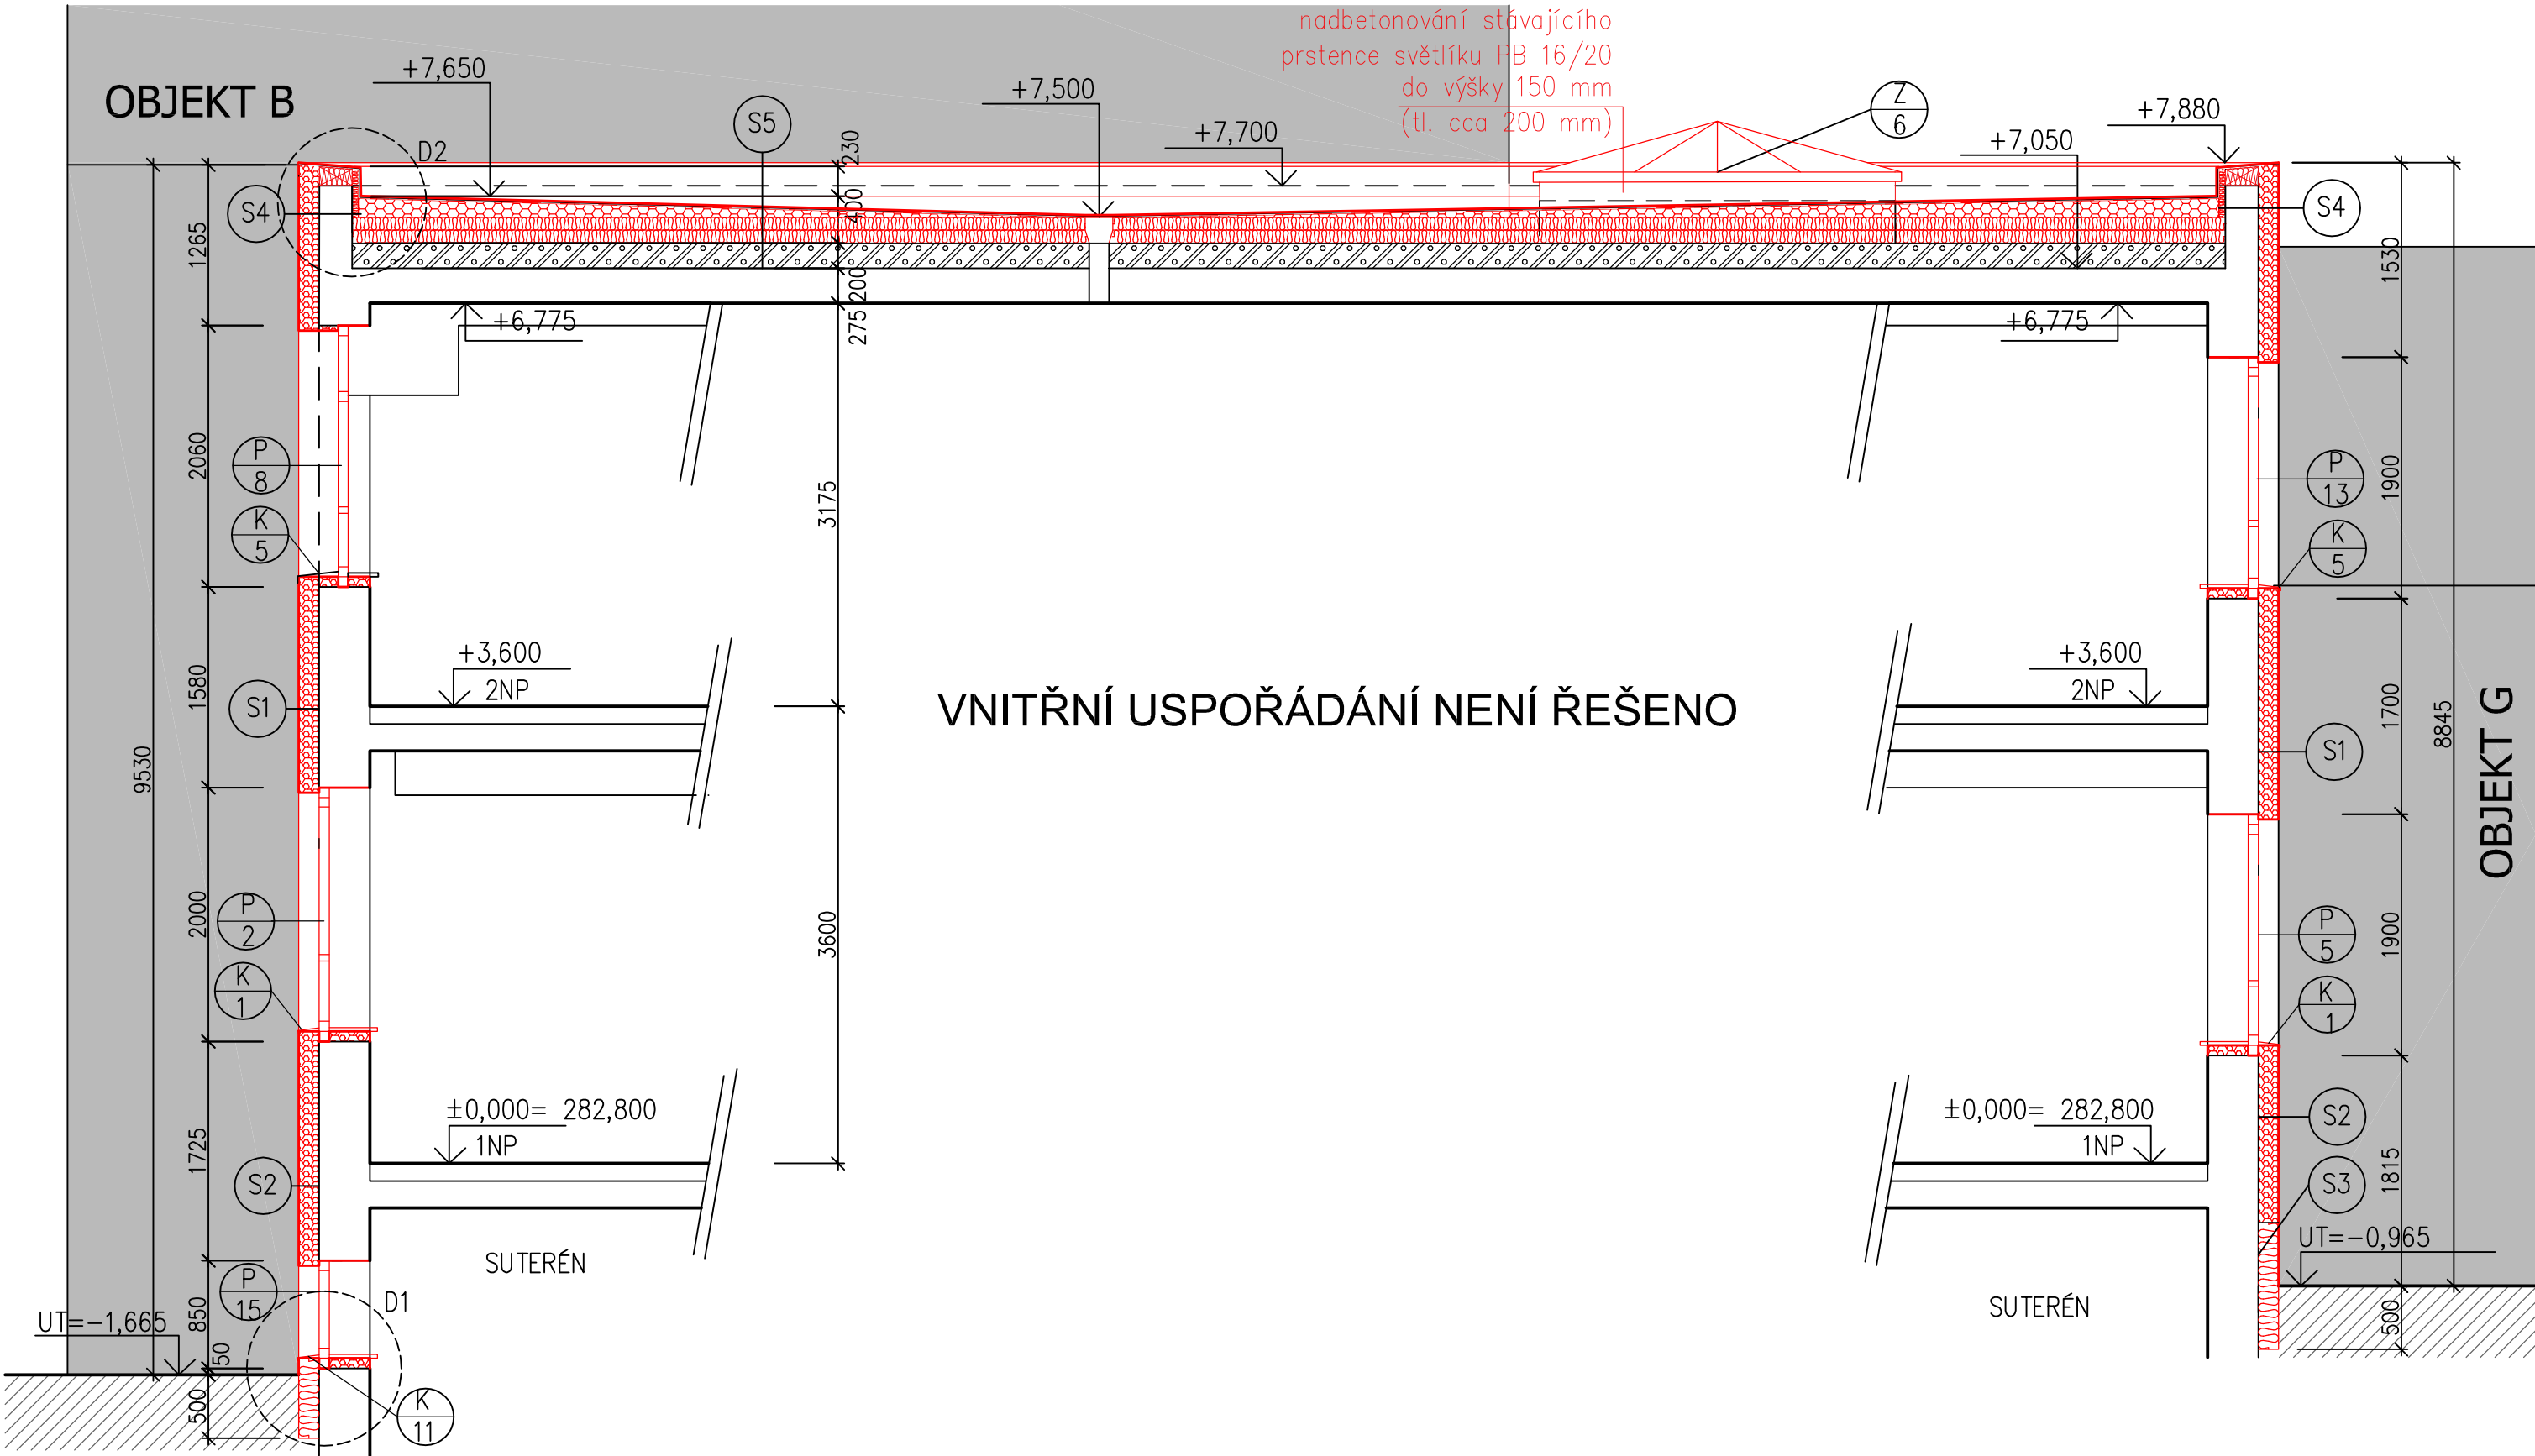 nadbetonování stávajícího
prstence světlíku PB 16/20
do výšky 150 mm
(tl. cca 200 mm)
OBJEKT B
+7,650
S5
+7,500
+7,700
Z
6
+7,880
+7,050
D2
230
400
200
275
S4
S4
1265
1530
+6,775
+6,775
P
8
2060
K
5
3175
P
13
1900
K
5
+3,600
2NP
+3,600
2NP
S1
1580
VNITŘNÍ USPOŘÁDÁNÍ NENÍ ŘEŠENO
1700
S1
9530
8845
OBJEKT G
P
2
2000
K
1
3600
P
5
1900
K
1
±0,000= 282,800
1NP
±0,000= 282,800
1NP
S2
1725
S2
1815
S3
SUTERÉN
SUTERÉN
UT=-0,965
P
15
850
D1
UT=-1,665
50
500
500
K
11